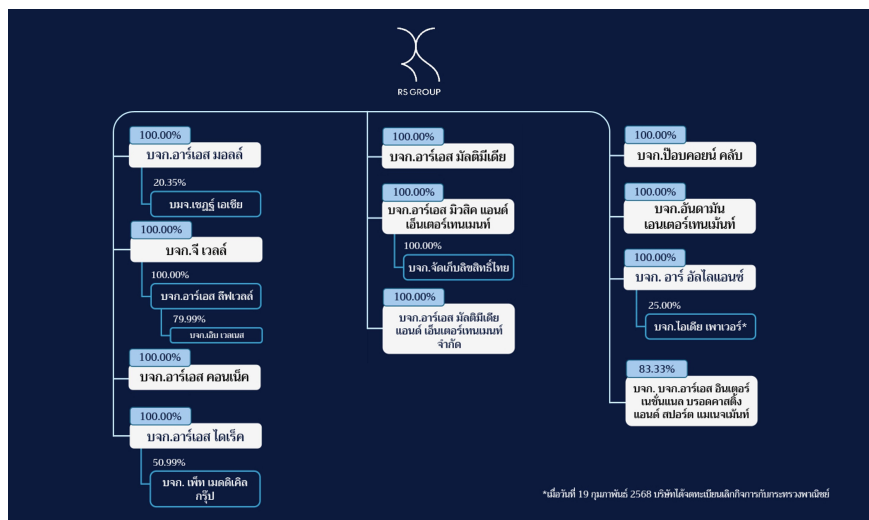 RS GROUP
100.00%
บจก.อาร์เอส มอลล์
20.35%
บมจ.เชฎฐ์ เอเชีย
100.00%
บจก.จี เวลล์
100.00%
บจก.อาร์เอส ลีฟเวลล์
79.99%
บจก.เอิบ เวลเนส
100.00%
บจก.อาร์เอส คอนเน็ค
100.00%
บจก.อาร์เอส ไดเร็ค
50.99%
บจก. เพ็ท เมดดิเคิล
กรุ๊ป
100.00%
บจก.อาร์เอส มัลติมีเดีย
100.00%
บจก.อาร์เอส มิวสิค แอนด์
เอ็นเตอร์เทนเมนท์
100.00%
บจก.จัดเก็บลิขสิทธิ์ไทย
100.00%
บจก.อาร์เอส มัลติมีเดีย
แอนด์ เอ็นเตอร์เทนเมนท์
จำกัด
100.00%
บจก.ป๊อบคอยน์ คลับ
100.00%
บจก.อันดามัน
เอนเตอร์เทนเม้นท์
100.00%
บจก. อาร์ อัลไลแอนซ์
25.00%
บจก.ไอเดีย เพาเวอร์*
83.33%
บจก. บจก.อาร์เอส อินเตอร์
เนชั่นแนล บรอดคาสติ้ง
แอนด์ สปอร์ต แมเนจเม้นท์
*เมื่อวันที่ 19 กุมภาพันธ์ 2568 บริษัทได้จดทะเบียนเลิกกิจการกับกระทรวงพาณิชย์